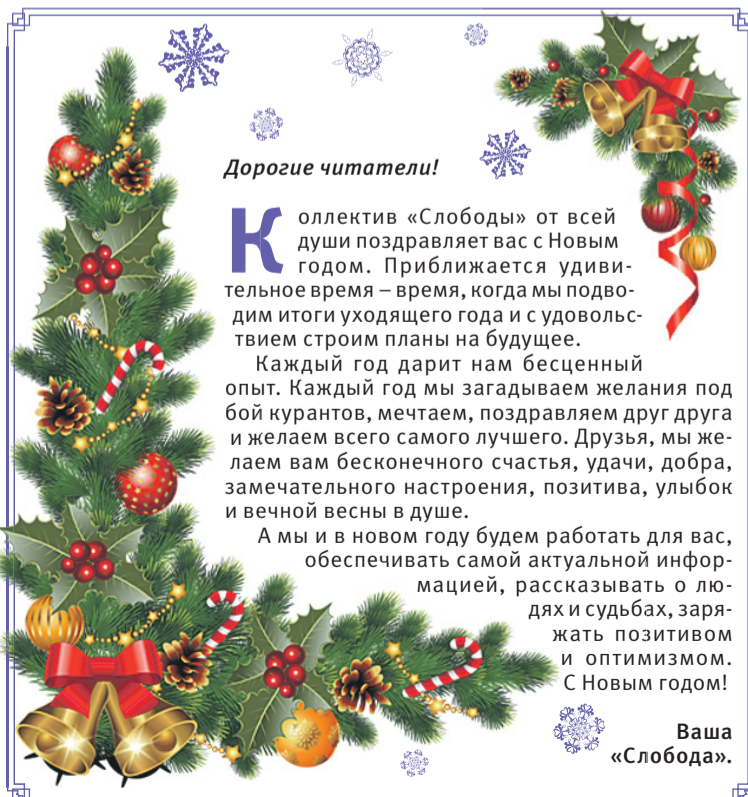 Дорогие читатели!
Коллектив «Слободы» от всей
души поздравляет вас с Новым
годом. Приближается удиви-
тельное время – время, когда мы подво-
дим итоги уходящего года и с удовольс-
твием строим планы на будущее.
Каждый год дарит нам бесценный
опыт. Каждый год мы загадываем желания под
бой курантов, мечтаем, поздравляем друг друга
и желаем всего самого лучшего. Друзья, мы же-
лаем вам бесконечного счастья, удачи, добра,
замечательного настроения, позитива, улыбок
и вечной весны в душе.
А мы и в новом году будем работать для вас,
обеспечивать самой актуальной инфор-
мацией, рассказывать о лю-
дях и судьбах, заря-
жать позитивом
и оптимизмом.
С Новым годом!
Ваша
«Слобода».